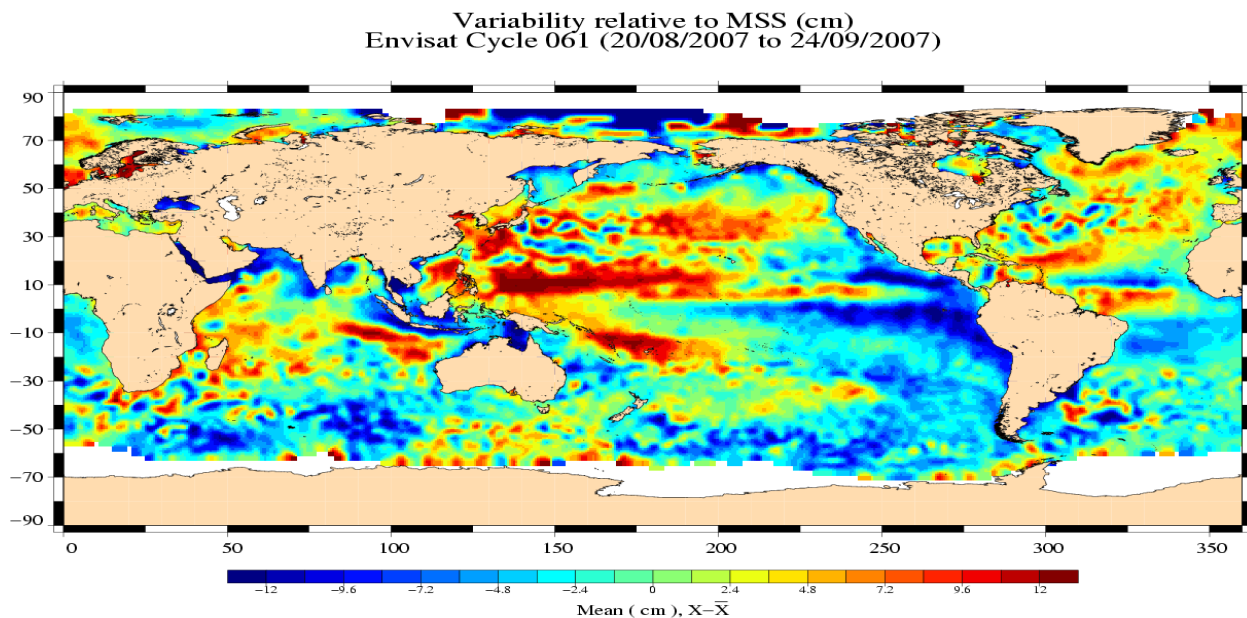 Variability relative to MSS (cm)
Envisat Cycle 061 (20/08/2007 to 24/09/2007)
90
70
50
30
10
−10
−30
−50
−70
−90
0 50 100 150 200 250 300 350
−12 −9.6 −7.2 −4.8 −2.4 0 2.4 4.8 7.2 9.6 12
Mean ( cm ), X−X̅